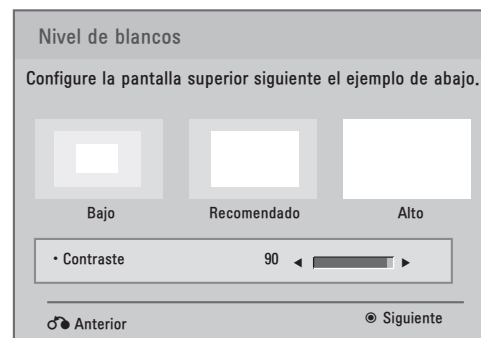 Nivel de blancos
Configure la pantalla superior siguiente el ejemplo de abajo.
Bajo Recomendado Alto
• Contraste 90 ◄ ►
Anterior ◉ Siguiente